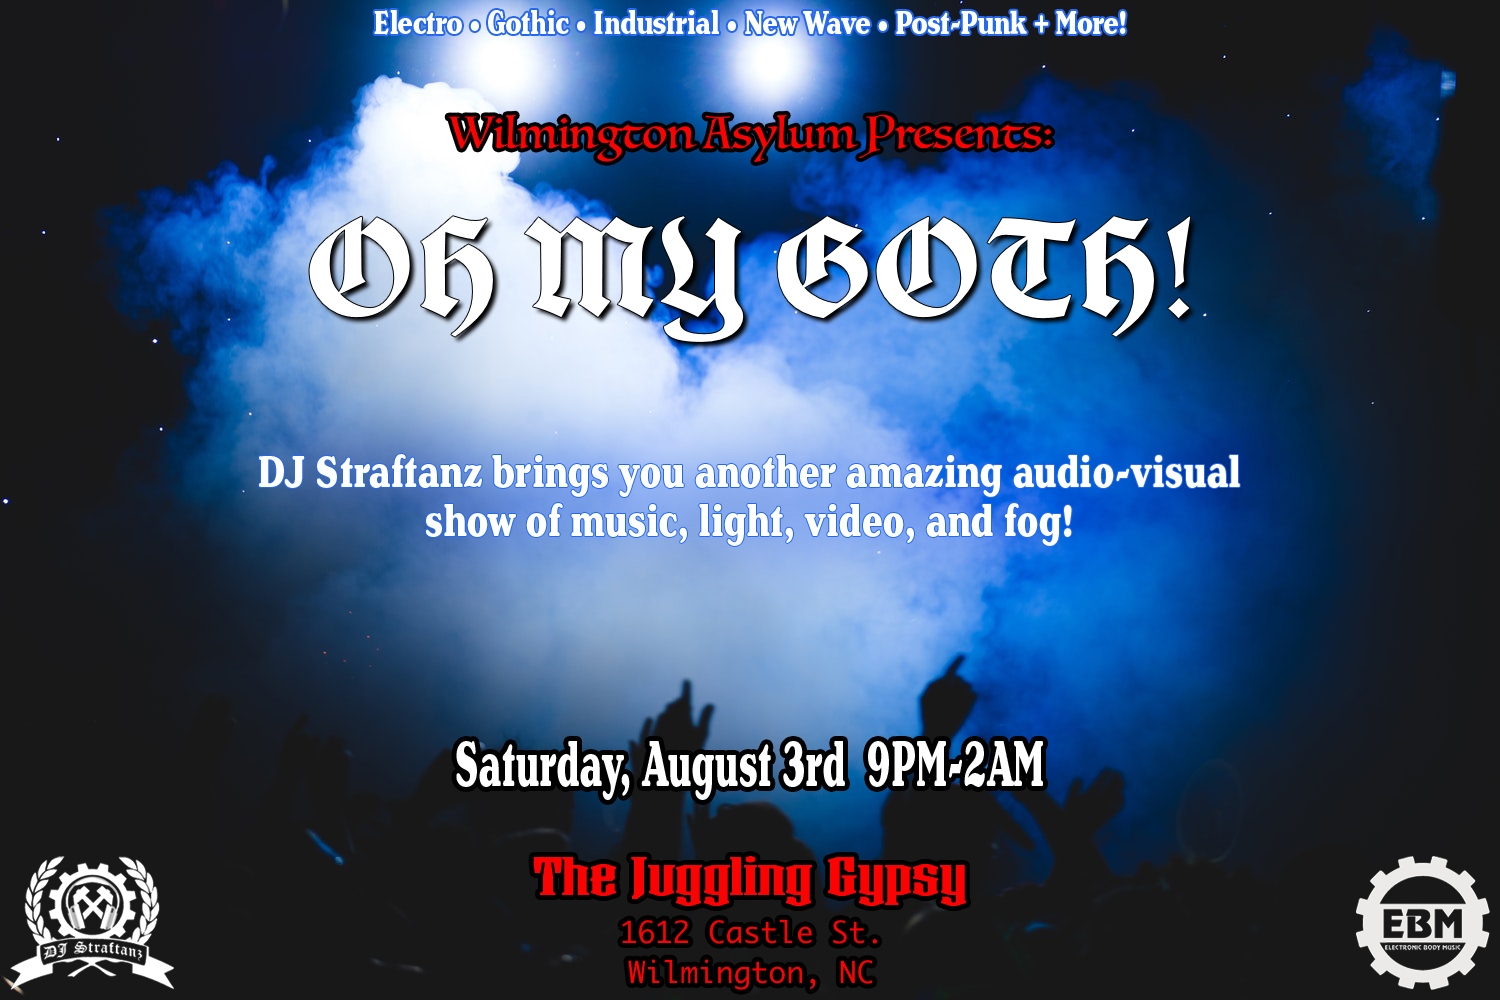 Electro • Gothic • Industrial • New Wave • Post-Punk + More!
Wilmington Asylum Presents:
OH MY GOTH!
DJ Straftanz brings you another amazing audio-visual
show of music, light, video, and fog!
Saturday, August 3rd 9PM-2AM
The Juggling Gypsy
1612 Castle St.
Wilmington, NC
DJ Straftanz
EBM
ELECTRONIC BODY MUSIC